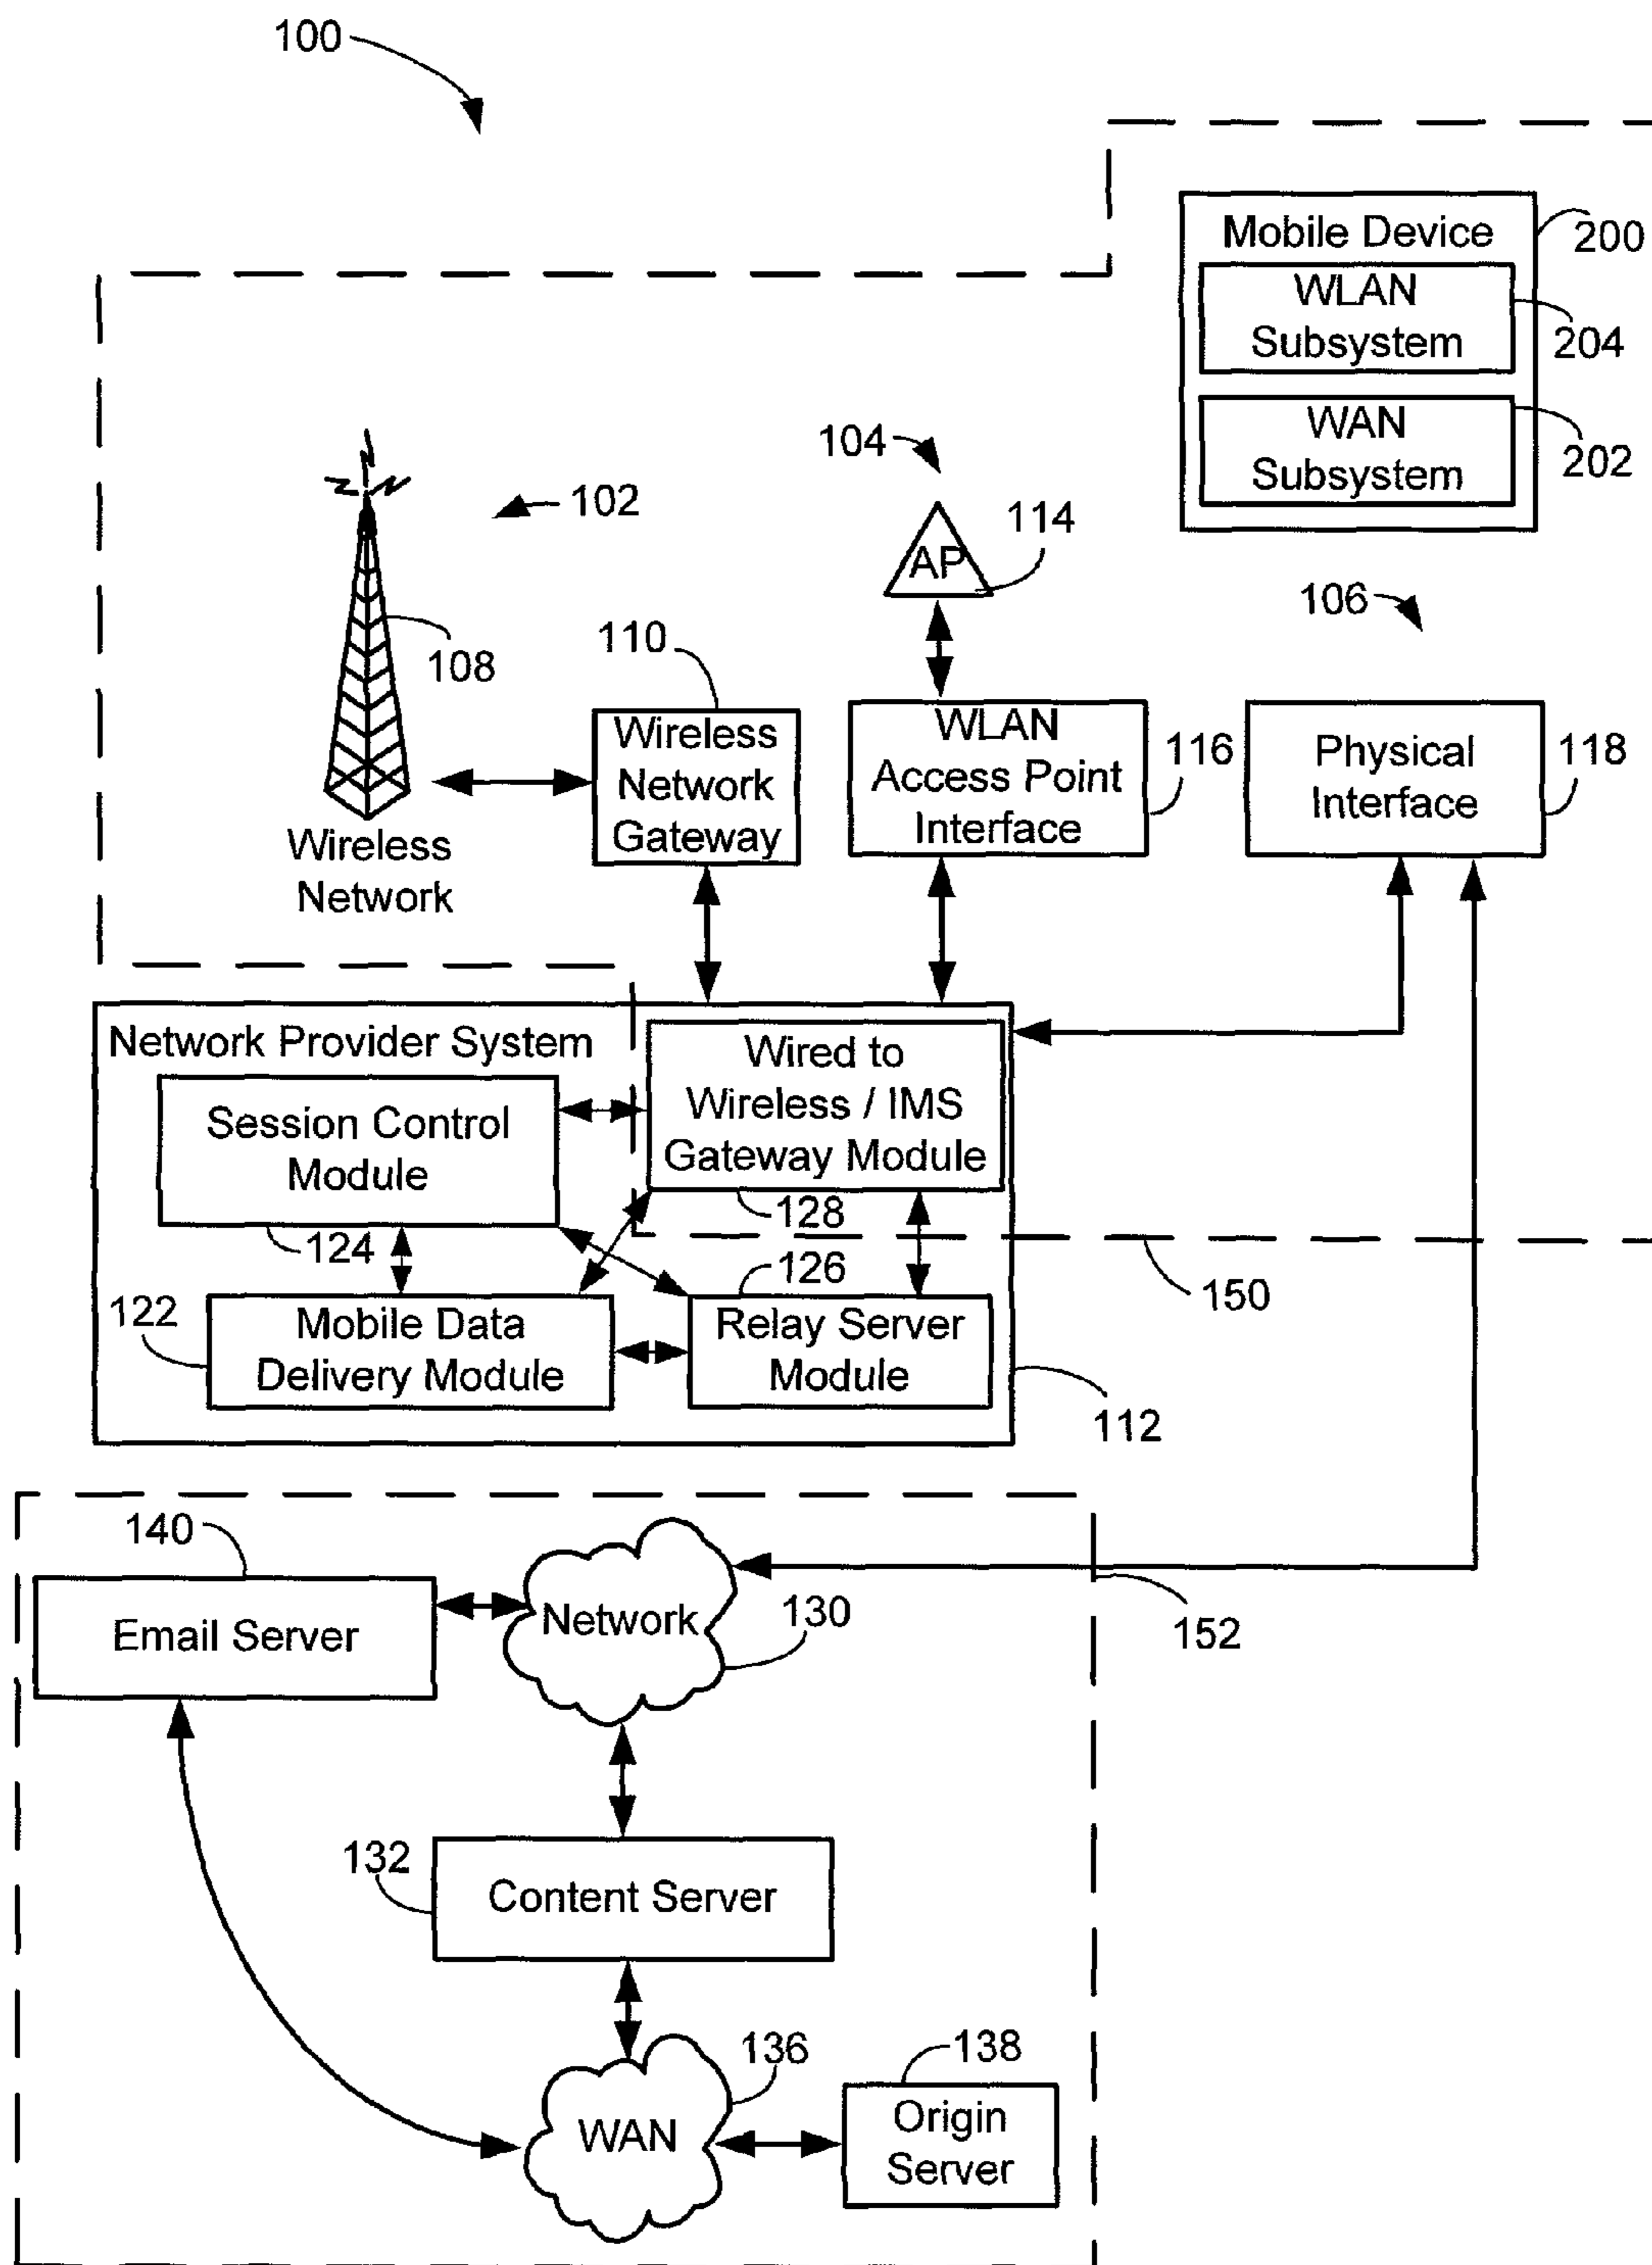 100
Mobile Device
200
WLAN
Subsystem
204
WAN
Subsystem
202
104
102
AP
114
106
108
Wireless
Network
110
Wireless
Network
Gateway
WLAN
Access Point
Interface
116
Physical
Interface
118
Network Provider System
Wired to
Wireless / IMS
Gateway Module
128
Session Control
Module
124
126
150
122
Mobile Data
Delivery Module
Relay Server
Module
112
140
Email Server
Network
130
152
132
Content Server
136
WAN
138
Origin
Server